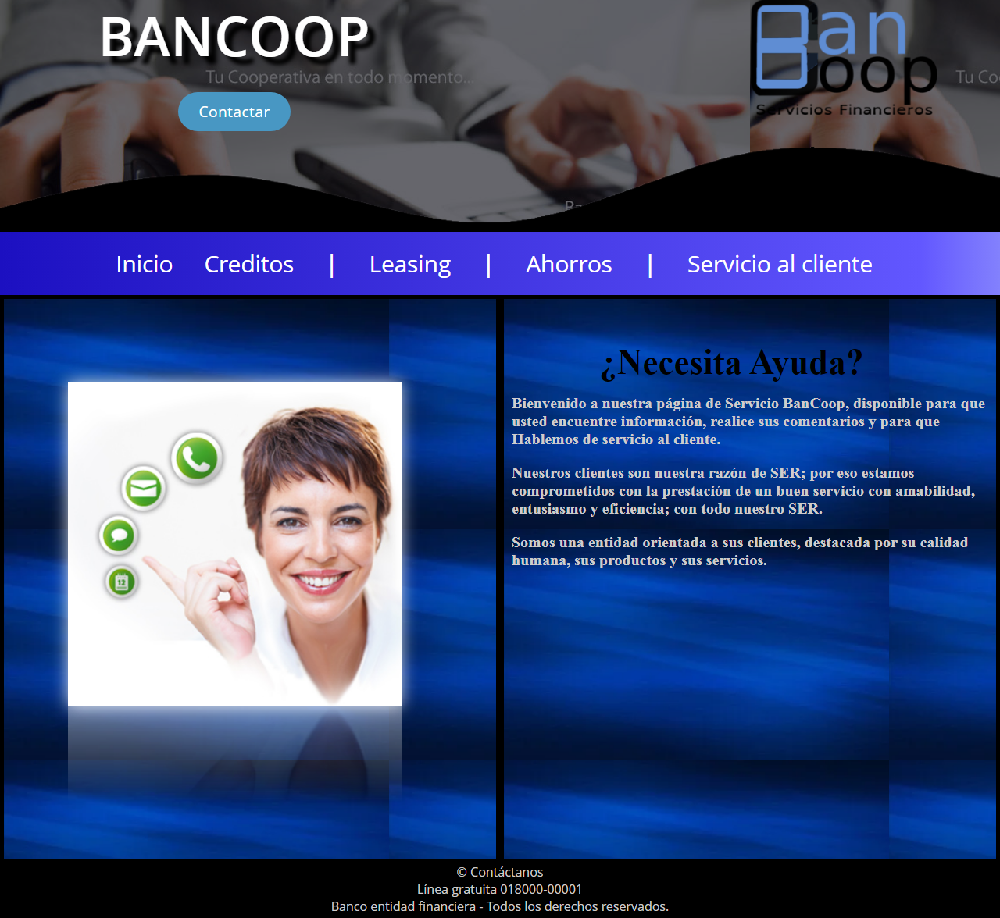 BANCOOP
Tu Cooperativa en todo momento...
Contactar
Ban
Coop
Servicios Financieros
Inicio Creditos | Leasing | Ahorros | Servicio al cliente
¿Necesita Ayuda?
Bienvenido a nuestra página de Servicio BanCoop, disponible para que
usted encuentre información, realice sus comentarios y para que
Hablemos de servicio al cliente.
Nuestros clientes son nuestra razón de SER; por eso estamos
comprometidos con la prestación de un buen servicio con amabilidad,
entusiasmo y eficiencia; con todo nuestro SER.
Somos una entidad orientada a sus clientes, destacada por su calidad
humana, sus productos y sus servicios.
12
© Contáctanos
Línea gratuita 018000-00001
Banco entidad financiera - Todos los derechos reservados.